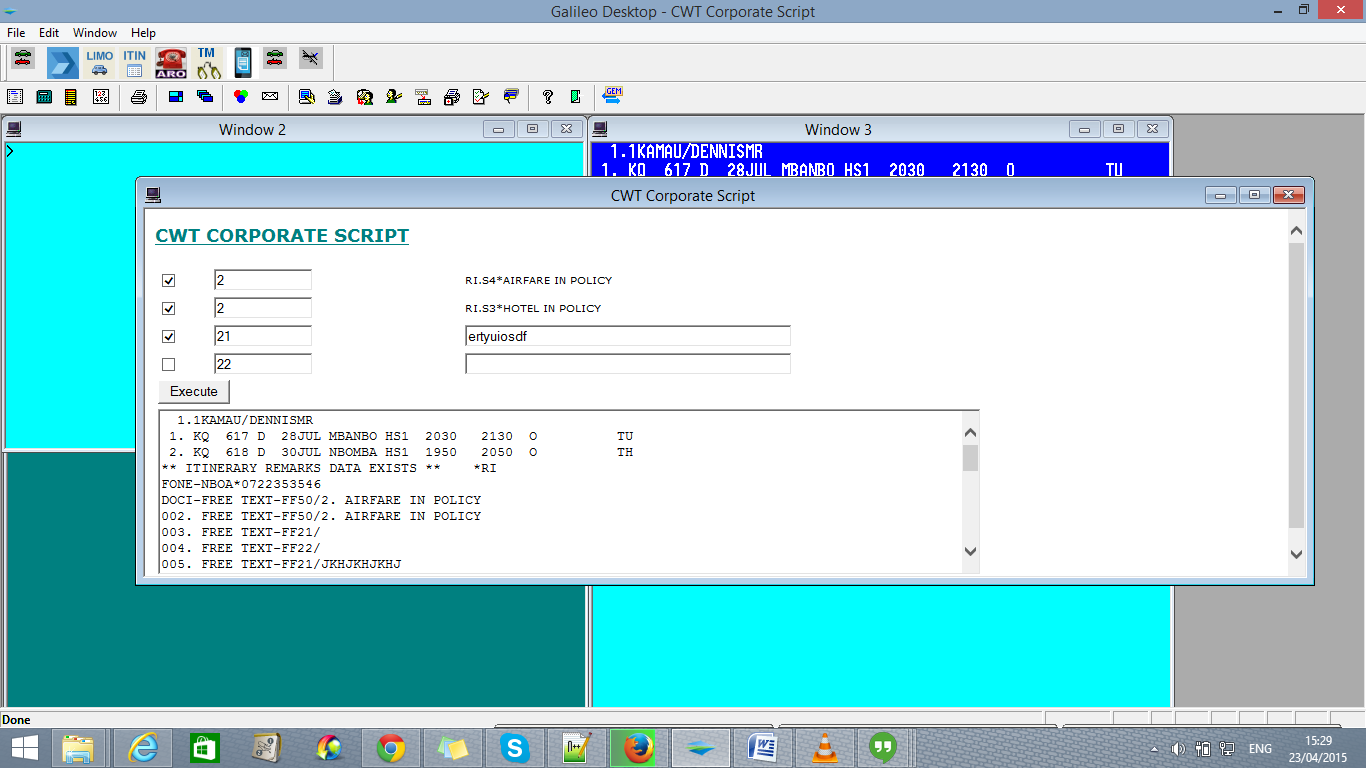 Galileo Desktop - CWT Corporate Script
File Edit Window Help
LIMO ITIN ARO TM
GEM
Window 2
Window 3
>
1.1KAMAU/DENNISMR
1. KQ 617 D 28JUL MBANBO HS1 2030 2130 O TU
CWT Corporate Script
CWT CORPORATE SCRIPT
2 RI.S4*AIRFARE IN POLICY
2 RI.S3*HOTEL IN POLICY
21 ertyuiosdf
22
Execute
1.1KAMAU/DENNISMR
1. KQ 617 D 28JUL MBANBO HS1 2030 2130 O TU
2. KQ 618 D 30JUL NBOMBA HS1 1950 2050 O TH
** ITINERARY REMARKS DATA EXISTS ** *RI
FONE-NBOA*0722353546
DOCI-FREE TEXT-FF50/2. AIRFARE IN POLICY
002. FREE TEXT-FF50/2. AIRFARE IN POLICY
003. FREE TEXT-FF21/
004. FREE TEXT-FF22/
005. FREE TEXT-FF21/JKHJKHJKHJ
Done
ENG
15:29
23/04/2015